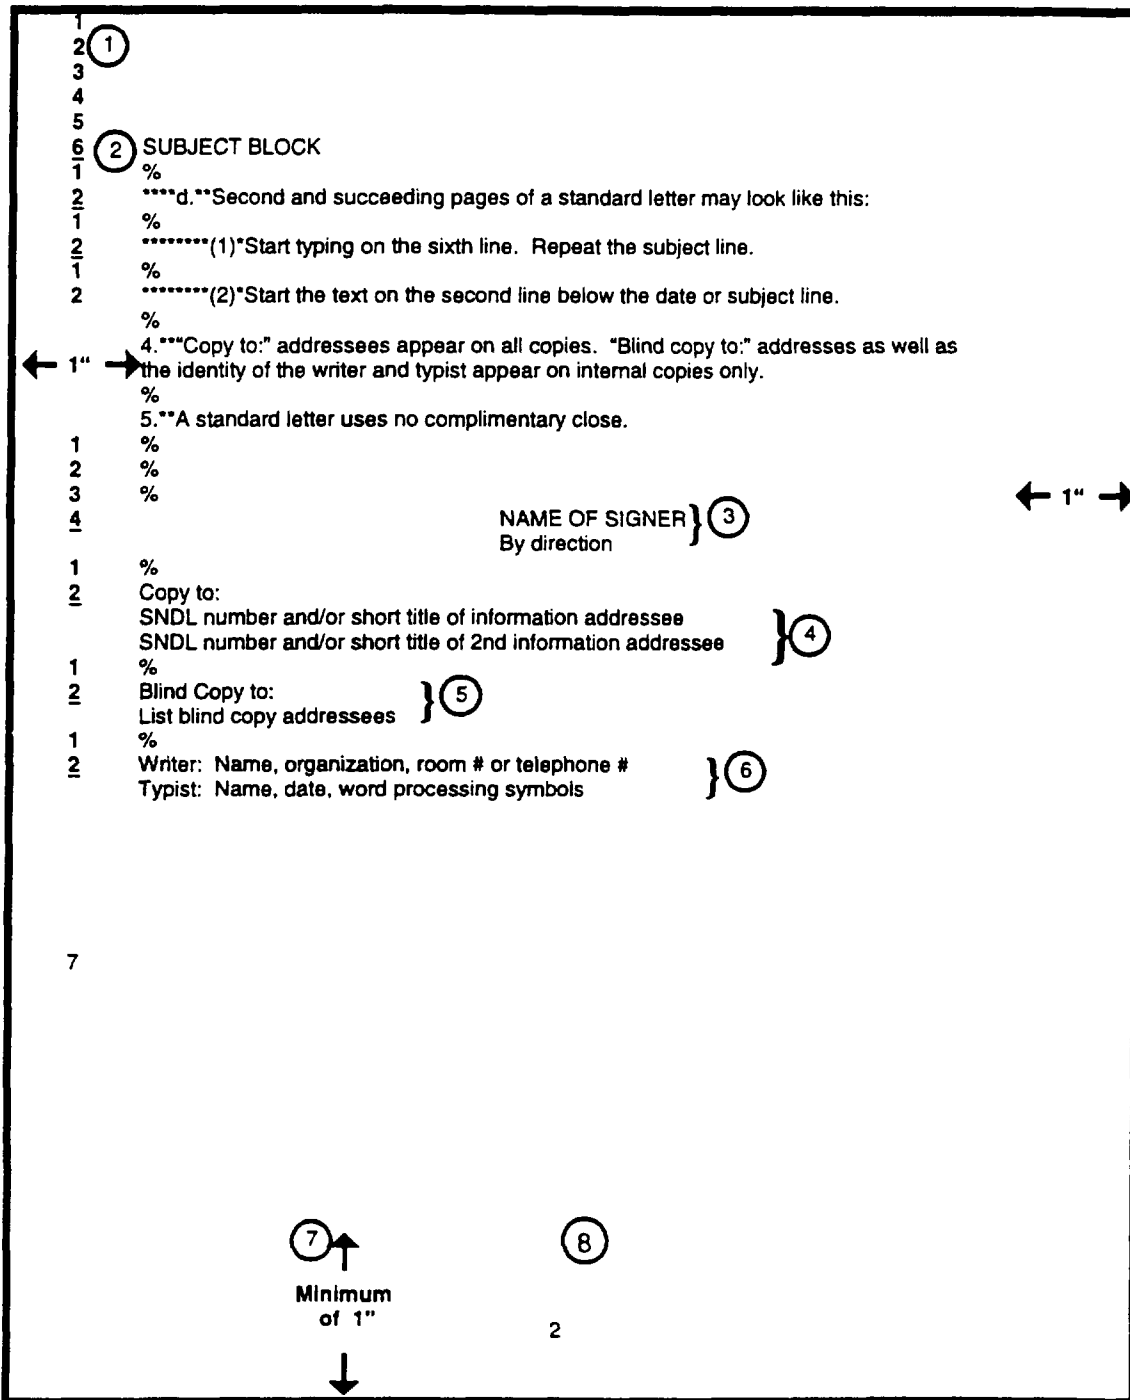 1
2 (1)
3
4
5
6 (2) SUBJECT BLOCK
1 %
2 ****d.**Second and succeeding pages of a standard letter may look like this:
1 %
2 ********(1)*Start typing on the sixth line. Repeat the subject line.
1 %
2 ********(2)*Start the text on the second line below the date or subject line.
%
4.**"Copy to:" addressees appear on all copies. "Blind copy to:" addresses as well as
1" the identity of the writer and typist appear on internal copies only.
%
5.**A standard letter uses no complimentary close.
1 %
2 %
3 % 1"
4 NAME OF SIGNER } (3)
By direction
1 %
2 Copy to:
SNDL number and/or short title of information addressee
SNDL number and/or short title of 2nd information addressee } (4)
1 %
2 Blind Copy to: } (5)
List blind copy addressees
1 %
2 Writer: Name, organization, room # or telephone # } (6)
Typist: Name, date, word processing symbols
7
(7) (8)
Minimum
of 1"
2